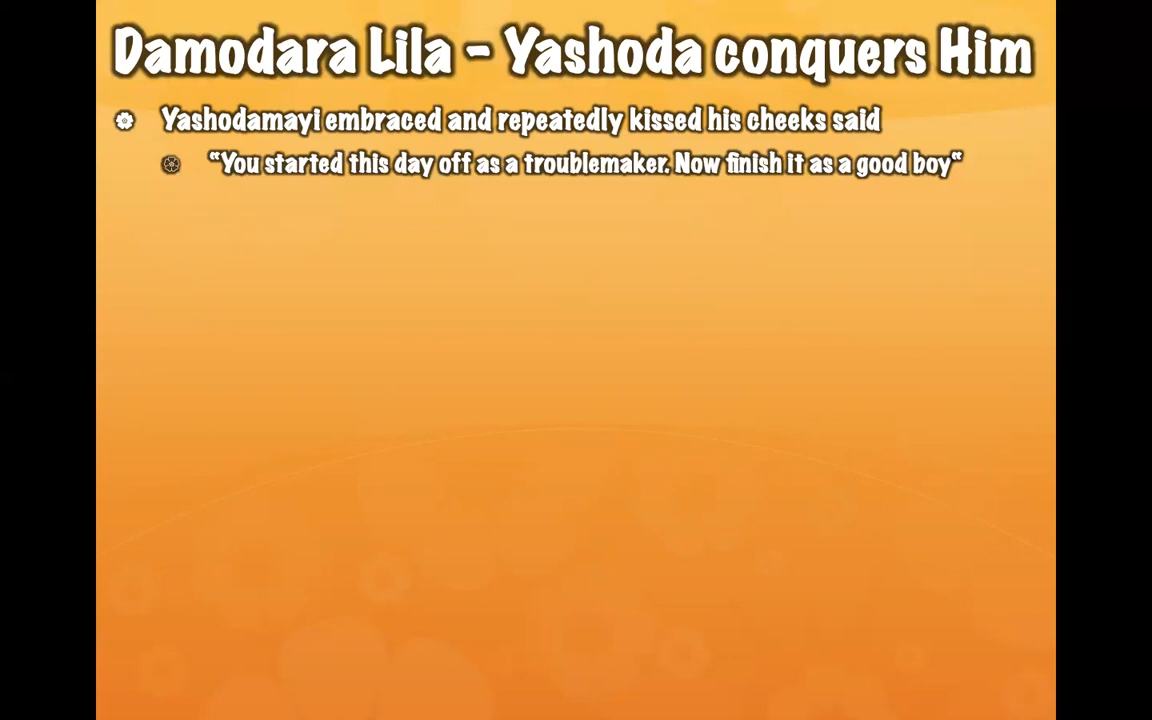 Damodara Lila - Yashoda conquers Him
Yashodamayi embraced and repeatedly kissed his cheeks said
“You started this day off as a troublemaker. Now finish it as a good boy“